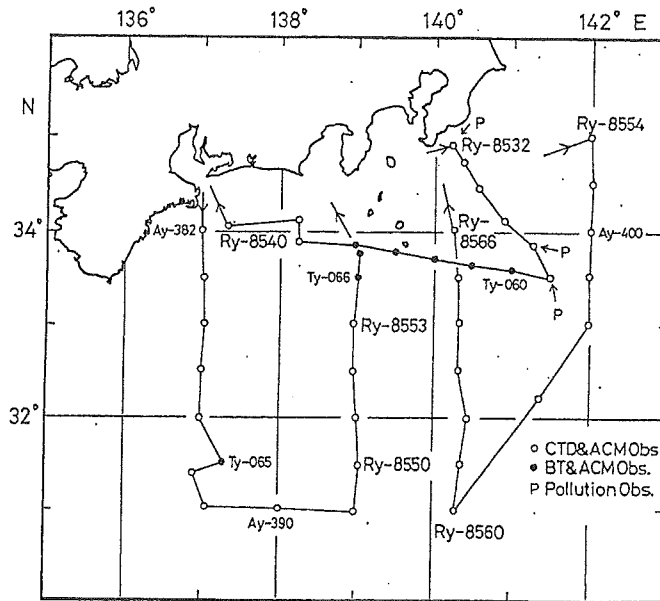 136° 138° 140° 142° E
N
P
Ry-8532
Ry-8554
34°
Ay-382
Ry-8540
Ry-
8566
Ay-400
P
Ty-066
Ty-060
P
Ry-8553
32°
Ty-065
Ry-8550
Ay-390
Ry-8560
○ CTD&ACM Obs
● BT&ACM Obs.
P Pollution Obs.